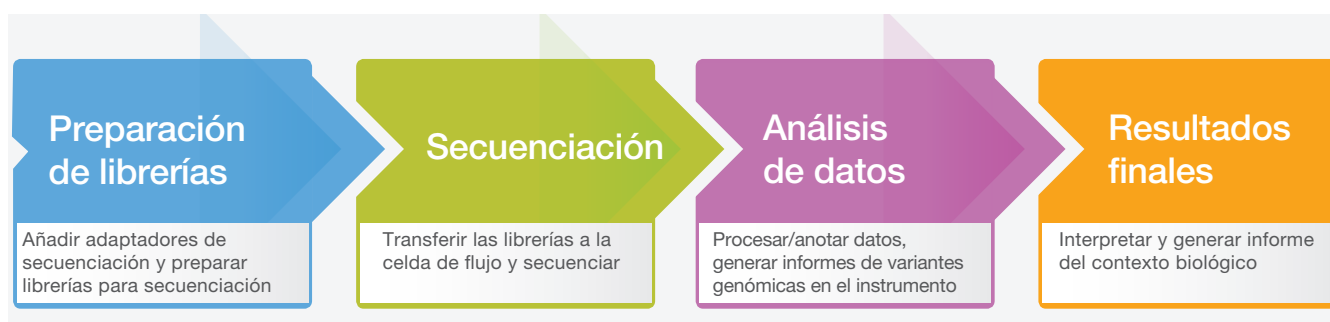 Preparación
de librerías
Añadir adaptadores de
secuenciación y preparar
librerías para secuenciación
Secuenciación
Transferir las librerías a la
celda de flujo y secuenciar
Análisis
de datos
Procesar/anotar datos,
generar informes de variantes
genómicas en el instrumento
Resultados
finales
Interpretar y generar informe
del contexto biológico